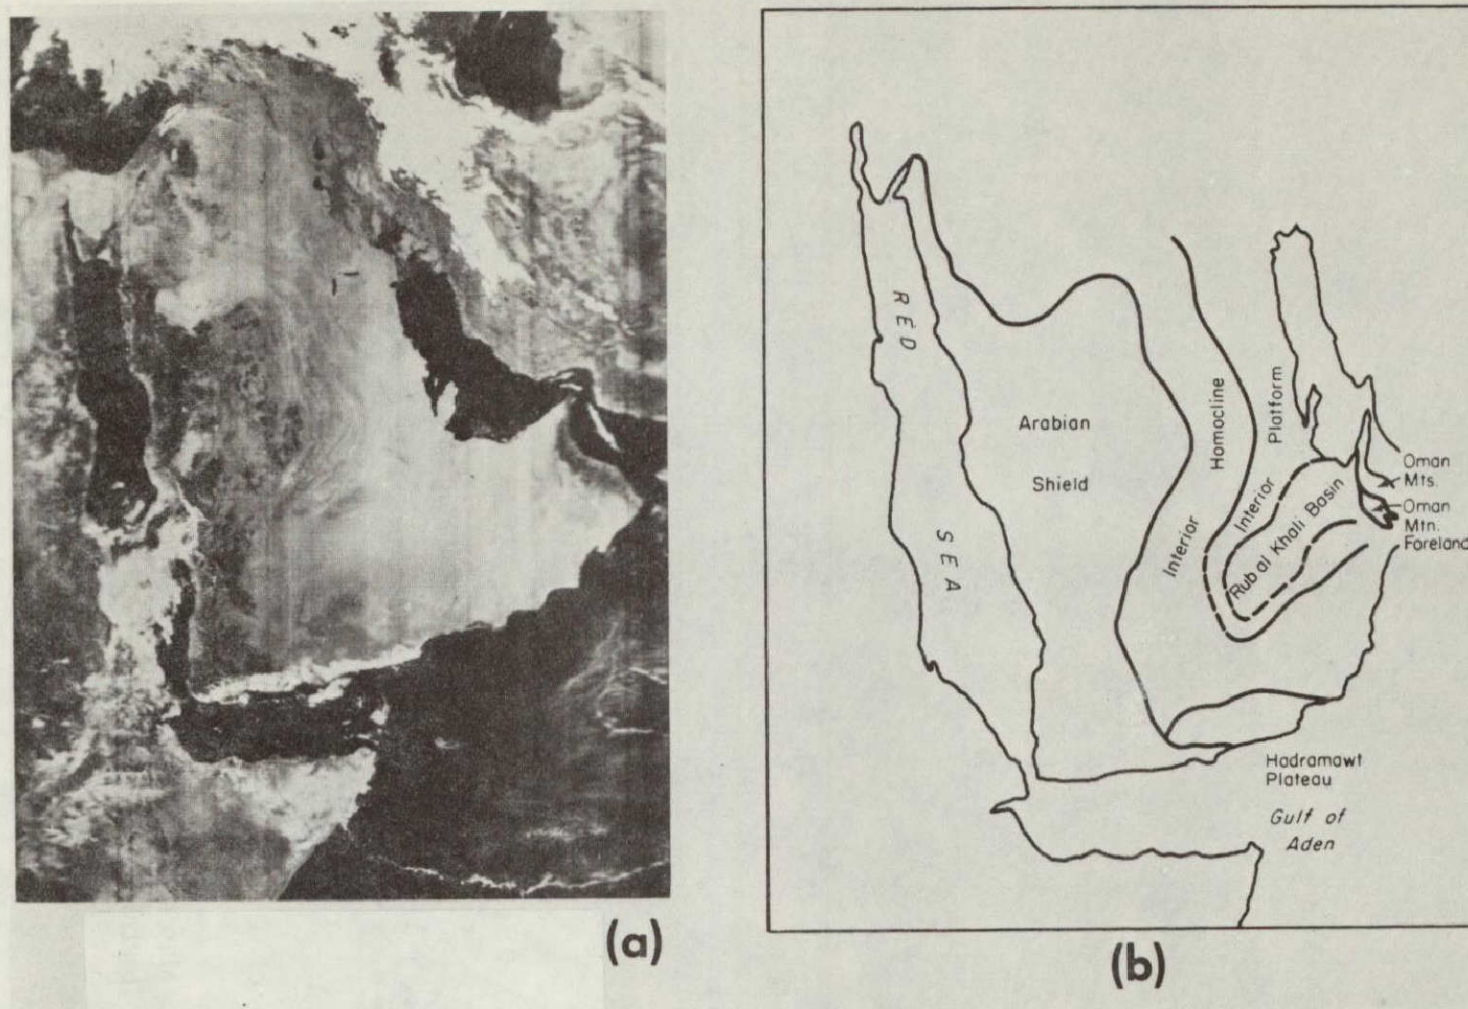 (a)
RED
SEA
Arabian
Shield
Interior
Homocline
Interior
Platform
Rub al Khali Basin
Oman
Mts.
Oman
Mtn.
Foreland
Hadramawt
Plateau
Gulf of
Aden
(b)